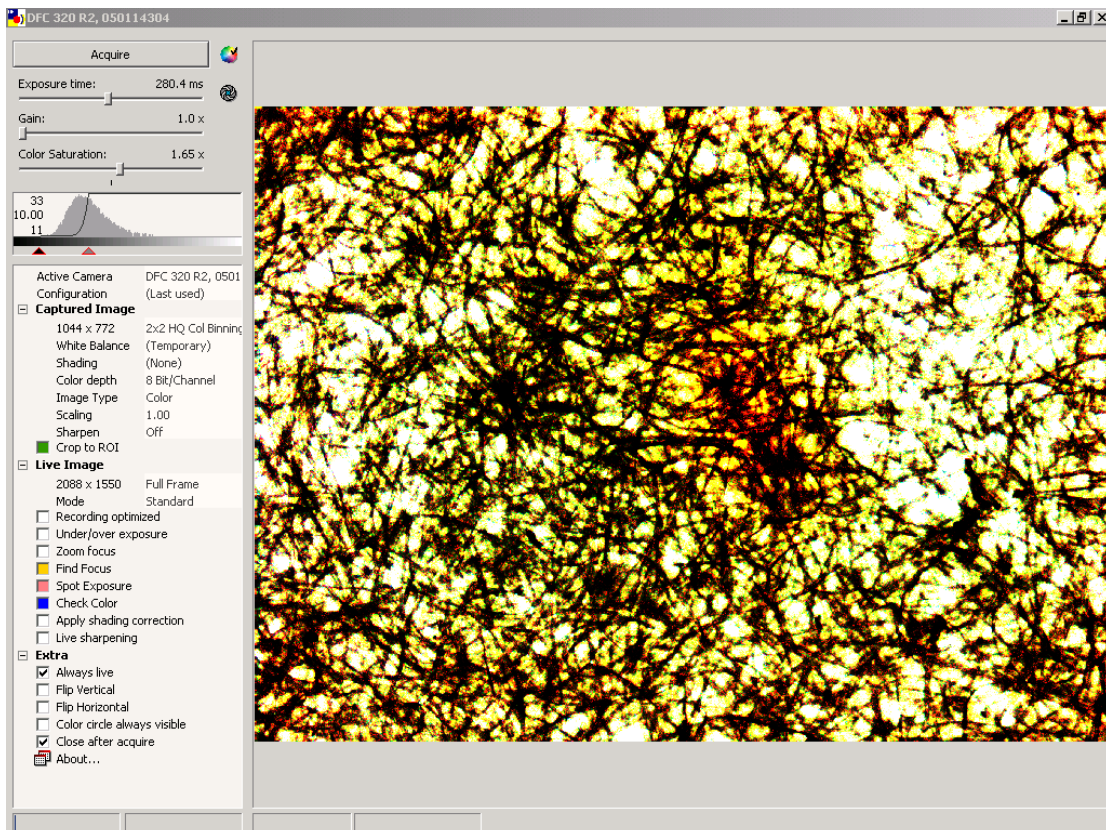 DFC 320 R2, 050114304
Acquire
Exposure time: 280.4 ms
Gain: 1.0 x
Color Saturation: 1.65 x
33
10.00
11
Active Camera DFC 320 R2, 0501
Configuration (Last used)
Captured Image
1044 x 772 2x2 HQ Col Binning
White Balance (Temporary)
Shading (None)
Color depth 8 Bit/Channel
Image Type Color
Scaling 1.00
Sharpen Off
Crop to ROI
Live Image
2088 x 1550 Full Frame
Mode Standard
Recording optimized
Under/over exposure
Zoom focus
Find Focus
Spot Exposure
Check Color
Apply shading correction
Live sharpening
Extra
Always live
Flip Vertical
Flip Horizontal
Color circle always visible
Close after acquire
About...